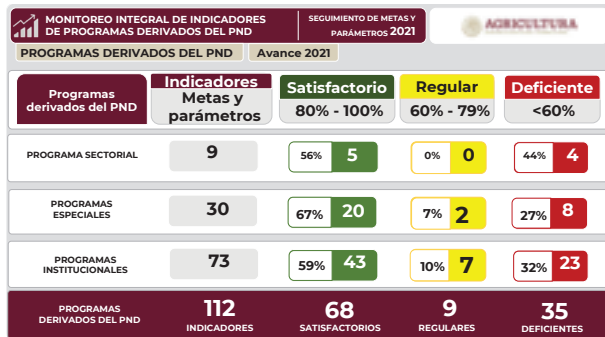 MONITOREO INTEGRAL DE INDICADORES
DE PROGRAMAS DERIVADOS DEL PND
SEGUIMIENTO DE METAS Y
PARÁMETROS 2021
AGRICULTURA
PROGRAMAS DERIVADOS DEL PND
Avance 2021
Programas
derivados del PND
Indicadores
Metas y
parámetros
Satisfactorio
80% - 100%
Regular
60% - 79%
Deficiente
<60%
PROGRAMA SECTORIAL
9
56% 5
0% 0
44% 4
PROGRAMAS
ESPECIALES
30
67% 20
7% 2
27% 8
PROGRAMAS
INSTITUCIONALES
73
59% 43
10% 7
32% 23
PROGRAMAS
DERIVADOS DEL PND
112
INDICADORES
68
SATISFACTORIOS
9
REGULARES
35
DEFICIENTES